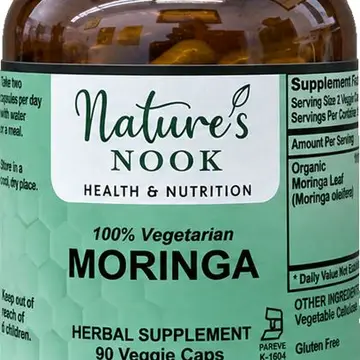 Take two
capsules per day
with water
or a meal.
Store in a
cool, dry place.
Keep out of
reach of
children.
Nature's
NOOK
HEALTH & NUTRITION
100% Vegetarian
MORINGA
HERBAL SUPPLEMENT
90 Veggie Caps
PAREVE
K-1604
Supplement Fa
Serving Size 2 Veggie
Servings Per Container
Amount Per Serving
Organic
Moringa Leaf
(Moringa oleifera)
* Daily Value Not
OTHER INGREDIEN
Vegetable Cellulo
Gluten Free